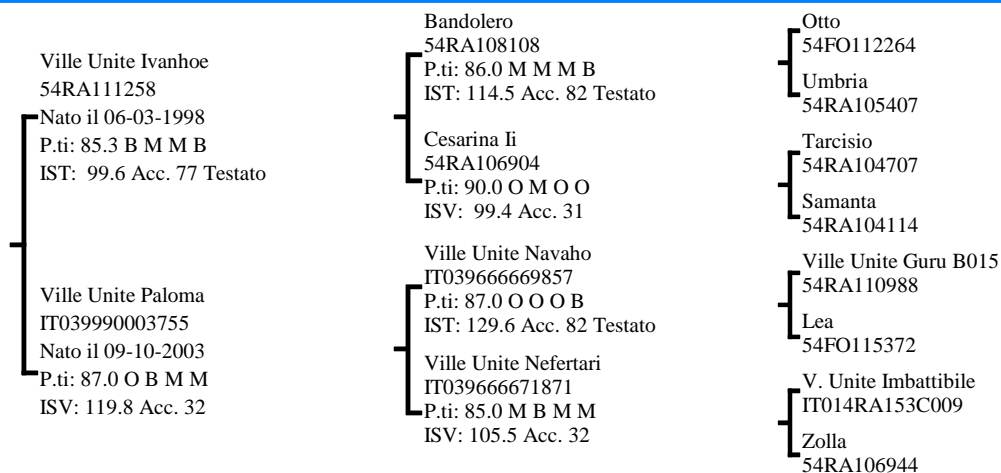 Ville Unite Ivanhoe
54RA111258
Nato il 06-03-1998
P.ti: 85.3 B M M B
IST: 99.6 Acc. 77 Testato
Ville Unite Paloma
IT039990003755
Nato il 09-10-2003
P.ti: 87.0 O B M M
ISV: 119.8 Acc. 32
Bandolero
54RA108108
P.ti: 86.0 M M M B
IST: 114.5 Acc. 82 Testato
Cesarina Ii
54RA106904
P.ti: 90.0 O M O O
ISV: 99.4 Acc. 31
Ville Unite Navaho
IT039666669857
P.ti: 87.0 O O O B
IST: 129.6 Acc. 82 Testato
Ville Unite Nefertari
IT039666671871
P.ti: 85.0 M B M M
ISV: 105.5 Acc. 32
Otto
54FO112264
Umbria
54RA105407
Tarcisio
54RA104707
Samanta
54RA104114
Ville Unite Guru B015
54RA110988
Lea
54FO115372
V. Unite Imbattibile
IT014RA153C009
Zolla
54RA106944